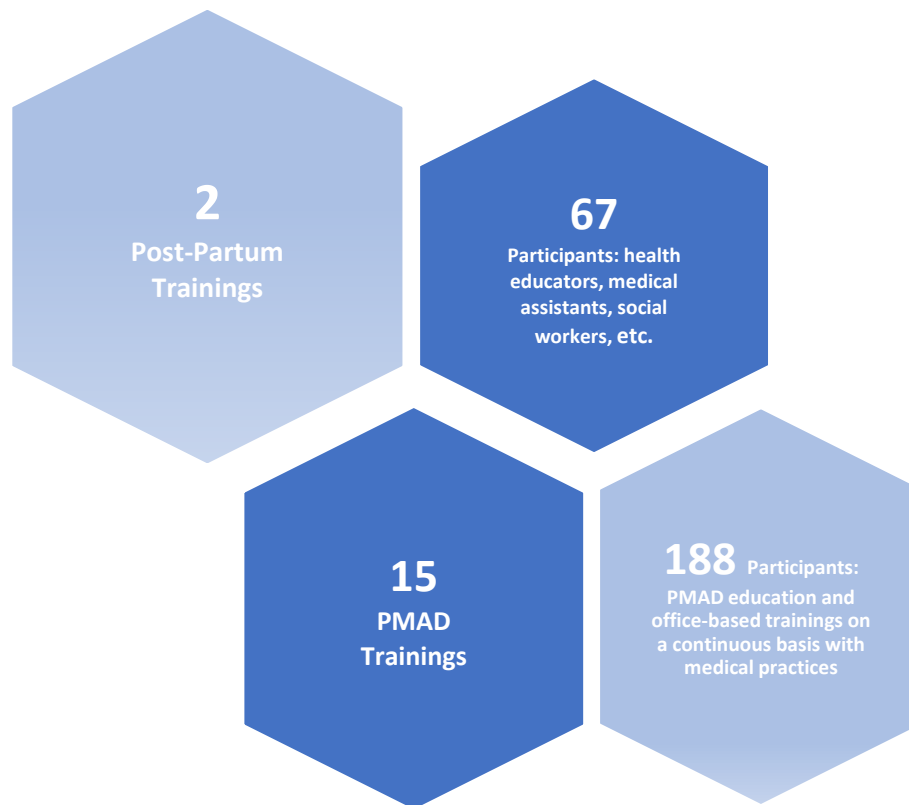 2
Post-Partum
Trainings
67
Participants: health
educators, medical
assistants, social
workers, etc.
15
PMAD
Trainings
188 Participants:
PMAD education and
office-based trainings on
a continuous basis with
medical practices